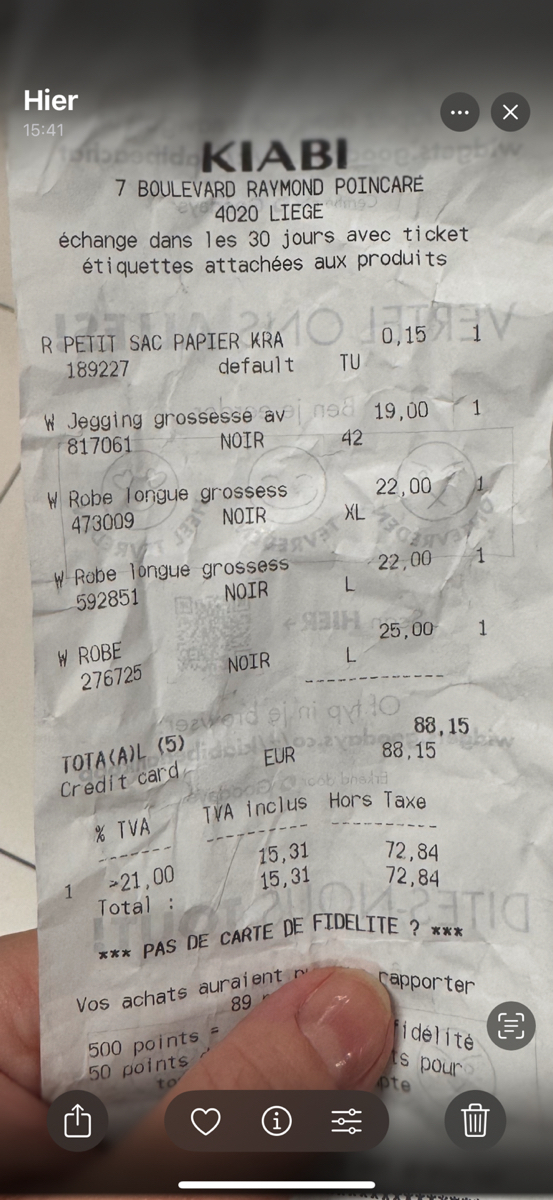 Hier
15:41
KIABI
7 BOULEVARD RAYMOND POINCARE
4020 LIEGE
échange dans les 30 jours avec ticket
étiquettes attachées aux produits
R PETIT SAC PAPIER KRA 0,15 1
189227 default TU
W Jegging grossesse av 19,00 1
817061 NOIR 42
W Robe longue grossess 22,00 1
473009 NOIR XL
W Robe longue grossess 22,00 1
592851 NOIR L
W ROBE 25,00 1
276725 NOIR L
88,15
TOTA(A)L (5)
Credit card EUR 88,15
% TVA TVA inclus Hors Taxe
1 >21,00 15,31 72,84
Total : 15,31 72,84
*** PAS DE CARTE DE FIDELITE ? ***
Vos achats auraient rapporter
89
500 points = fidélité
50 points pour